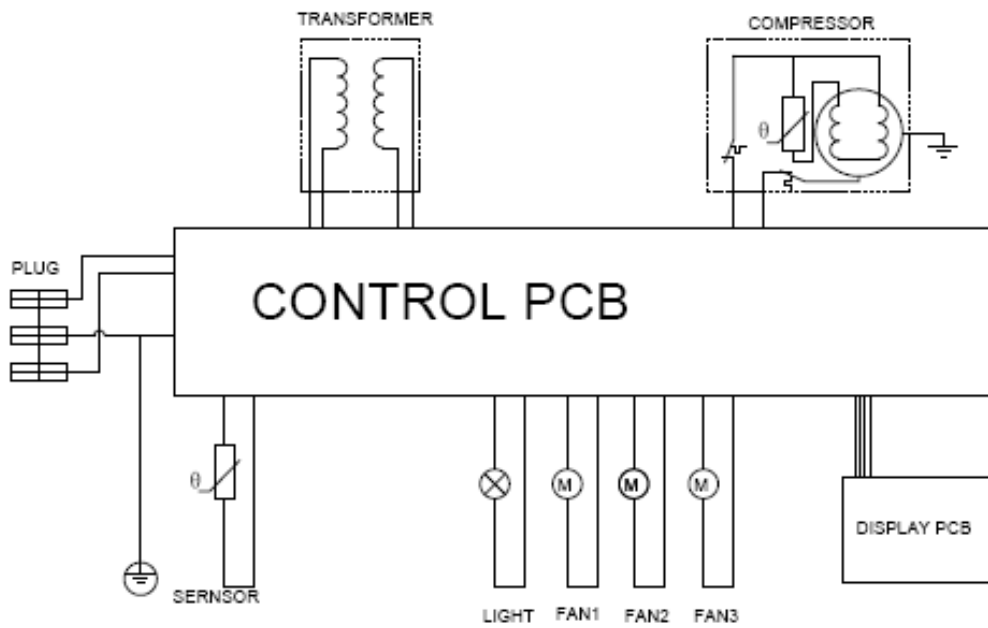 TRANSFORMER
COMPRESSOR
θ
PLUG
CONTROL PCB
θ
M
M
M
DISPLAY PCB
SERNSOR
LIGHT
FAN1
FAN2
FAN3